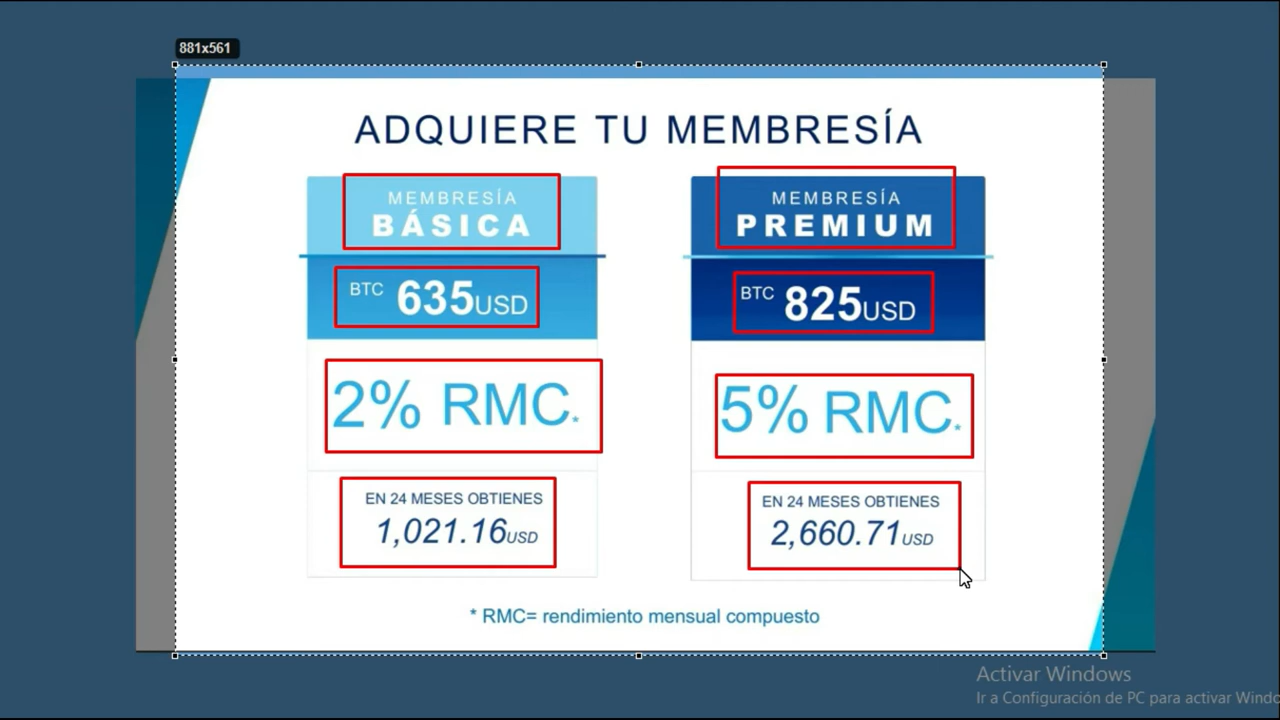 881x561
ADQUIERE TU MEMBRESÍA
MEMBRESÍA
BÁSICA
BTC 635USD
2% RMC*
EN 24 MESES OBTIENES
1,021.16USD
MEMBRESÍA
PREMIUM
BTC 825USD
5% RMC*
EN 24 MESES OBTIENES
2,660.71USD
* RMC= rendimiento mensual compuesto
Activar Windows
Ir a Configuración de PC para activar